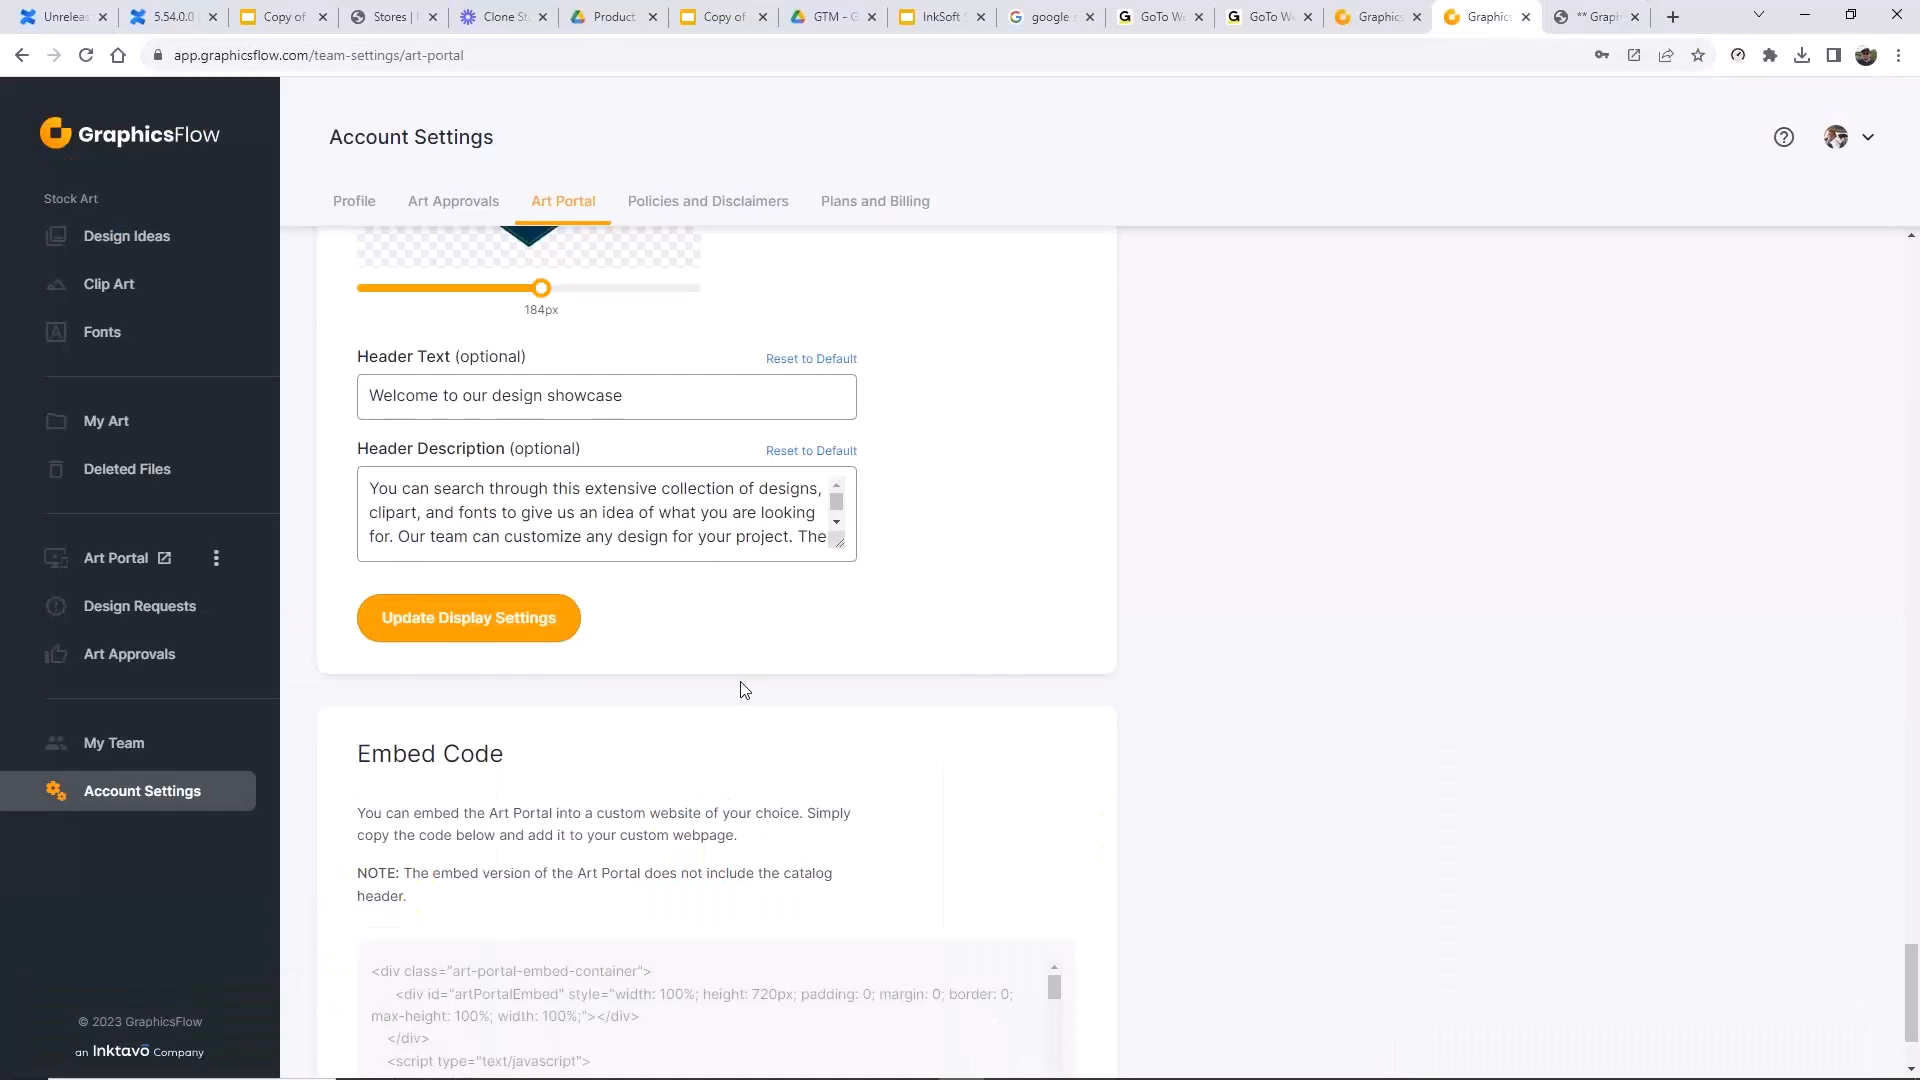 Unreleas
5.54.0.0
Copy of
Stores |
Clone St
Product
Copy of
GTM - G
InkSoft
google s
GoTo We
GoTo We
Graphics
Graphics
** Graph
app.graphicsflow.com/team-settings/art-portal
GraphicsFlow
Account Settings
Stock Art
Profile
Art Approvals
Art Portal
Policies and Disclaimers
Plans and Billing
Design Ideas
Clip Art
Fonts
My Art
Deleted Files
Art Portal
Design Requests
Art Approvals
My Team
Account Settings
© 2023 GraphicsFlow
an Inktavo Company
184px
Header Text (optional)
Reset to Default
Welcome to our design showcase
Header Description (optional)
Reset to Default
You can search through this extensive collection of designs,
clipart, and fonts to give us an idea of what you are looking
for. Our team can customize any design for your project. The
Update Display Settings
Embed Code
You can embed the Art Portal into a custom website of your choice. Simply
copy the code below and add it to your custom webpage.
NOTE: The embed version of the Art Portal does not include the catalog
header.
<div class="art-portal-embed-container">
<div id="artPortalEmbed" style="width: 100%; height: 720px; padding: 0; margin: 0; border: 0;
max-height: 100%; width: 100%;"></div>
</div>
<script type="text/javascript">